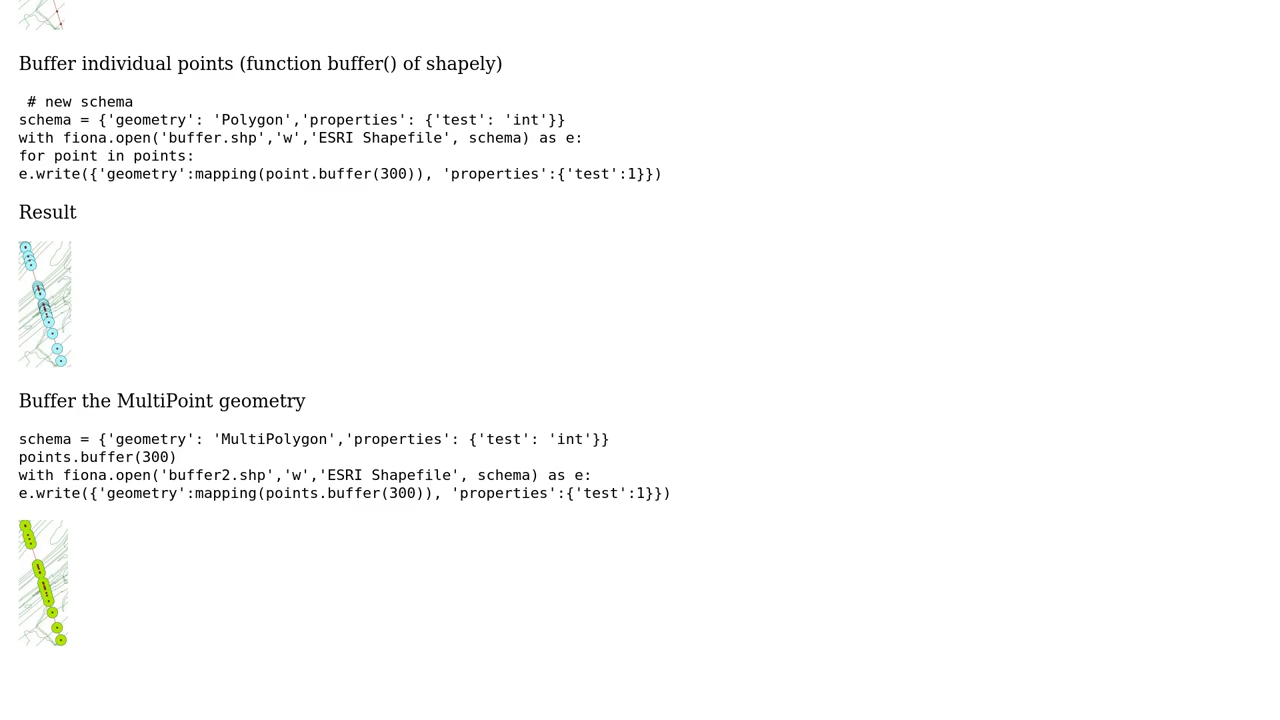 Buffer individual points (function buffer() of shapely)
# new schema
schema = {'geometry': 'Polygon','properties': {'test': 'int'}}
with fiona.open('buffer.shp','w','ESRI Shapefile', schema) as e:
for point in points:
e.write({'geometry':mapping(point.buffer(300)), 'properties':{'test':1}})
Result
Buffer the MultiPoint geometry
schema = {'geometry': 'MultiPolygon','properties': {'test': 'int'}}
points.buffer(300)
with fiona.open('buffer2.shp','w','ESRI Shapefile', schema) as e:
e.write({'geometry':mapping(points.buffer(300)), 'properties':{'test':1}})